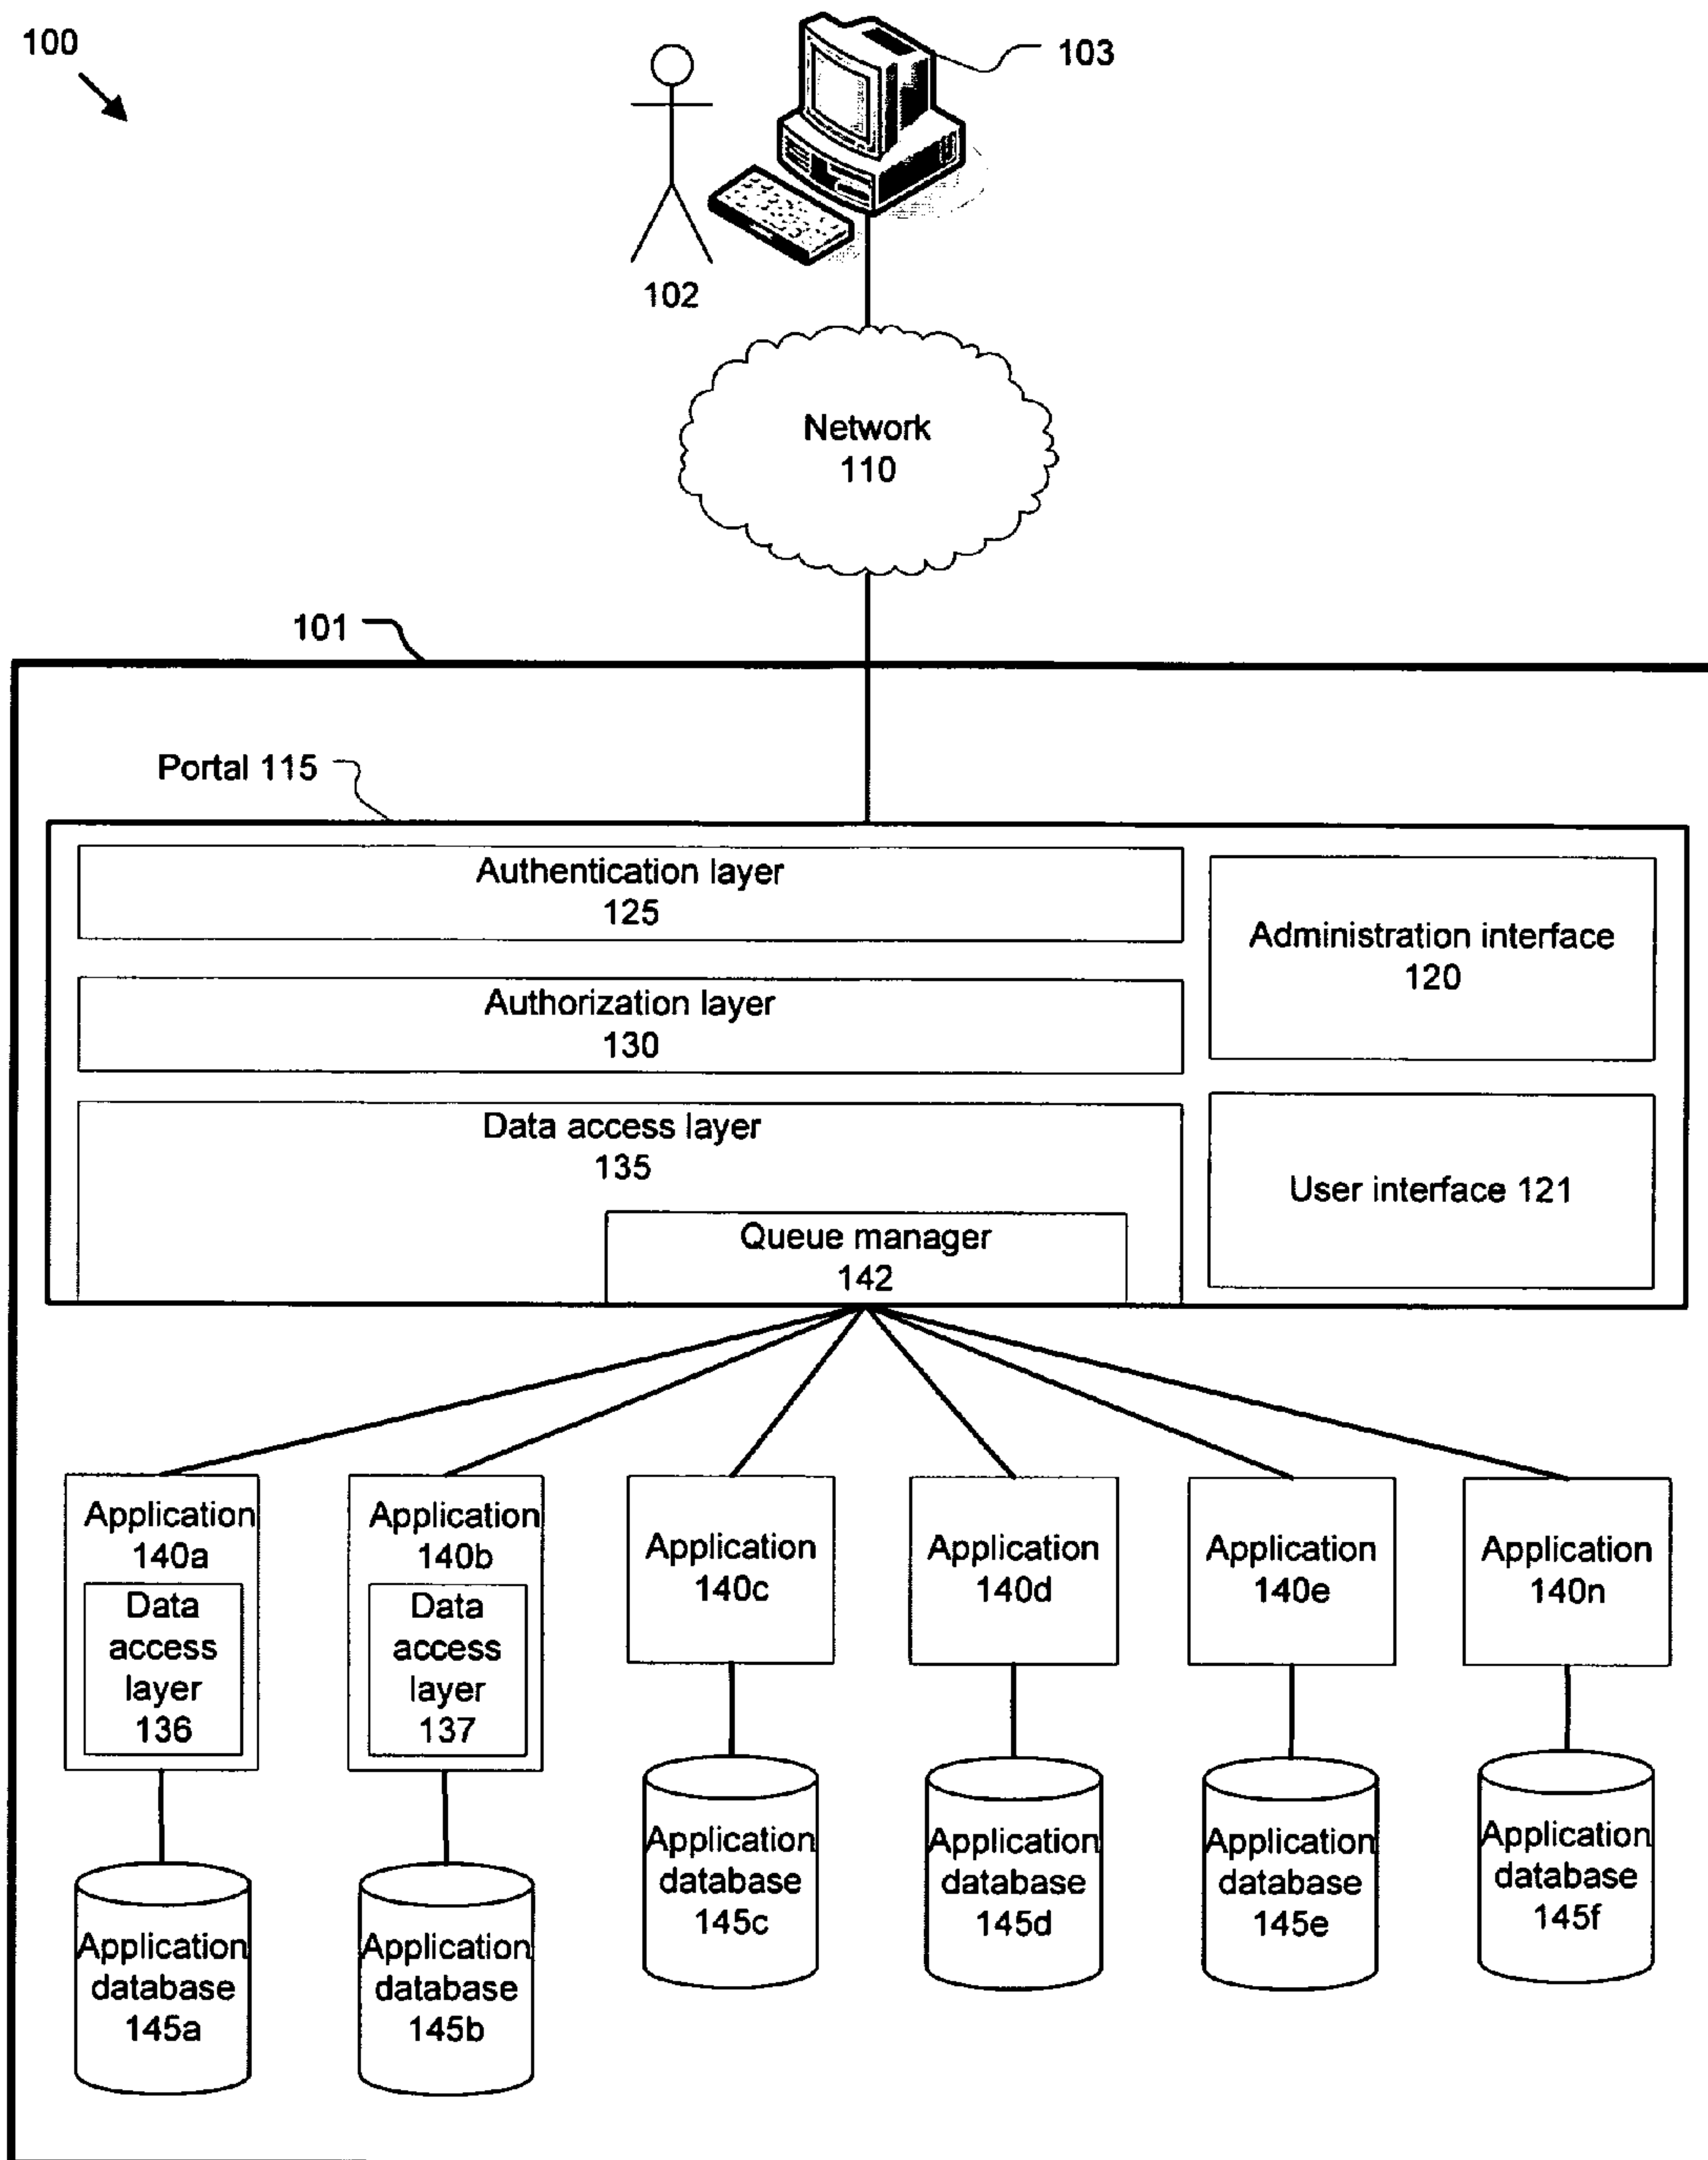 100
103
102
Network
110
101
Portal 115
Authentication layer
125
Administration interface
120
Authorization layer
130
Data access layer
135
User interface 121
Queue manager
142
Application
140a
Data
access
layer
136
Application
140b
Data
access
layer
137
Application
140c
Application
140d
Application
140e
Application
140n
Application
database
145a
Application
database
145b
Application
database
145c
Application
database
145d
Application
database
145e
Application
database
145f